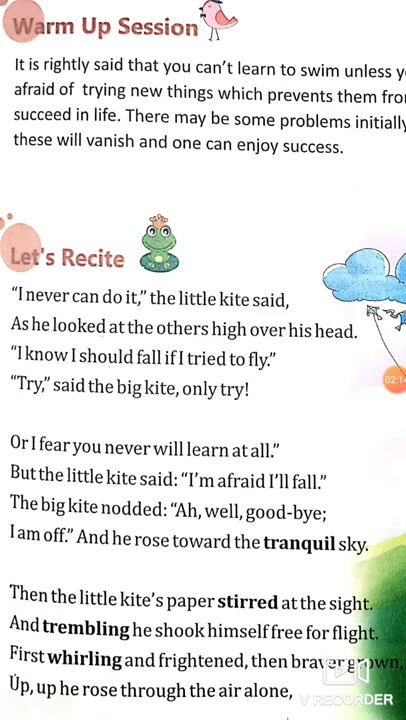 Warm Up Session
It is rightly said that you can't learn to swim unless
afraid of trying new things which prevents them
succeed in life. There may be some problems initially
these will vanish and one can enjoy success.
Let's Recite
"I never can do it," the little kite said,
As he looked at the others high over his head.
"I know I should fall if I tried to fly."
"Try," said the big kite, only try!
02:1
Or I fear you never will learn at all."
But the little kite said: "I'm afraid I'll fall."
The big kite nodded: "Ah, well, good-bye;
I am off." And he rose toward the tranquil sky.
Then the little kite's paper stirred at the sight.
And trembling he shook himself free for flight.
First whirling and frightened, then braver grown,
Up, up he rose through the air alone,
V RECORDER